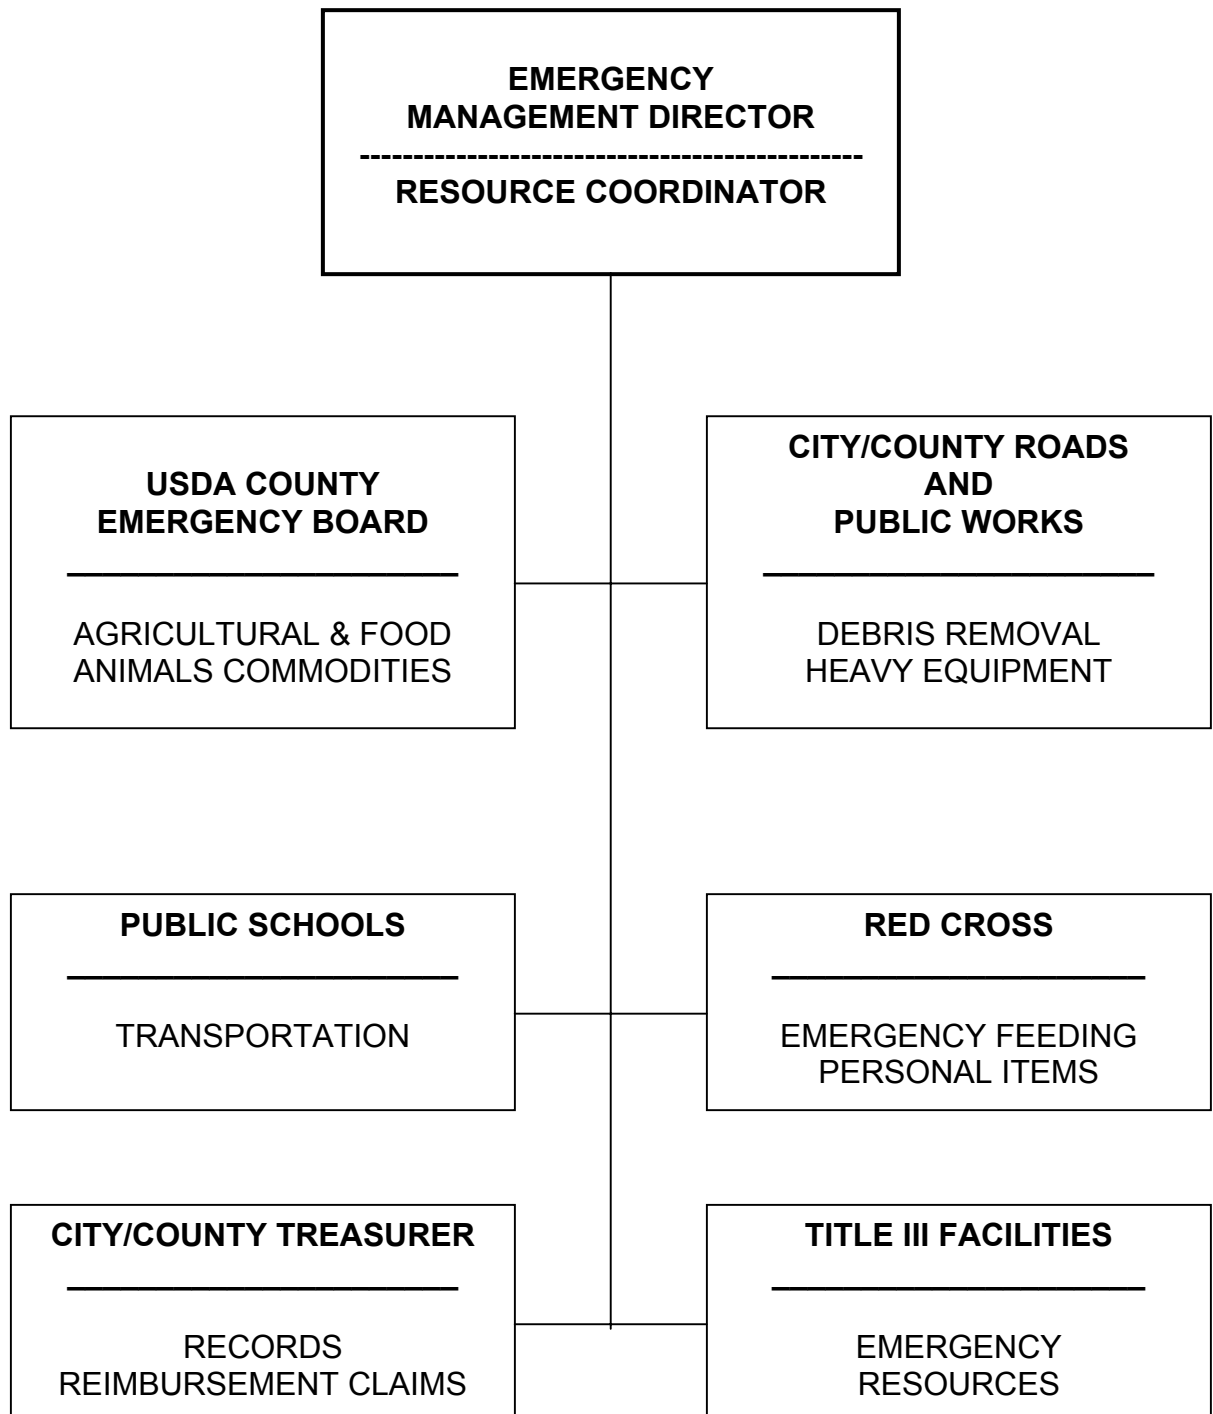 EMERGENCY
MANAGEMENT DIRECTOR
-----------------------------------------------
RESOURCE COORDINATOR
USDA COUNTY
EMERGENCY BOARD
AGRICULTURAL & FOOD
ANIMALS COMMODITIES
CITY/COUNTY ROADS
AND
PUBLIC WORKS
DEBRIS REMOVAL
HEAVY EQUIPMENT
PUBLIC SCHOOLS
TRANSPORTATION
RED CROSS
EMERGENCY FEEDING
PERSONAL ITEMS
CITY/COUNTY TREASURER
RECORDS
REIMBURSEMENT CLAIMS
TITLE III FACILITIES
EMERGENCY
RESOURCES